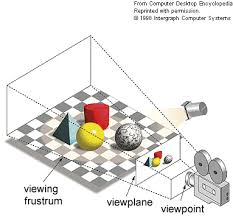 From Computer Desktop Encyclopedia
Reprinted with permission.
© 1998 Intergraph Computer Systems
viewing
frustrum
viewplane
viewpoint